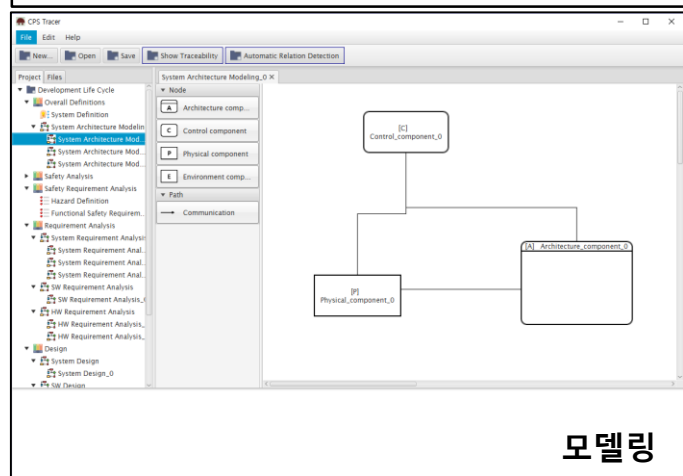 CPS Tracer
File Edit Help
New... Open Save Show Traceability Automatic Relation Detection
Project Files
Development Life Cycle
Overall Definitions
System Definition
System Architecture Modelin
System Architecture Mod...
System Architecture Mod...
System Architecture Mod...
Safety Analysis
Safety Requirement Analysis
Hazard Definition
Functional Safety Requirem...
Requirement Analysis
System Requirement Analysis
System Requirement Anal...
System Requirement Anal...
System Requirement Anal...
SW Requirement Analysis
SW Requirement Analysis_
HW Requirement Analysis
HW Requirement Analysis_
HW Requirement Analysis_
Design
System Design
System Design_0
SW Design
System Architecture Modeling_0 ×
Node
A Architecture comp...
C Control component
P Physical component
E Environment comp...
Path
Communication
[C]
Control_component_0
[A] Architecture_component_0
[P]
Physical_component_0
모델링